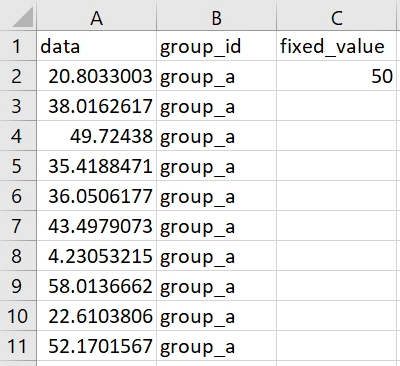 A B C
1 data group_id fixed_value
2 20.8033003 group_a 50
3 38.0162617 group_a
4 49.72438 group_a
5 35.4188471 group_a
6 36.0506177 group_a
7 43.4979073 group_a
8 4.23053215 group_a
9 58.0136662 group_a
10 22.6103806 group_a
11 52.1701567 group_a